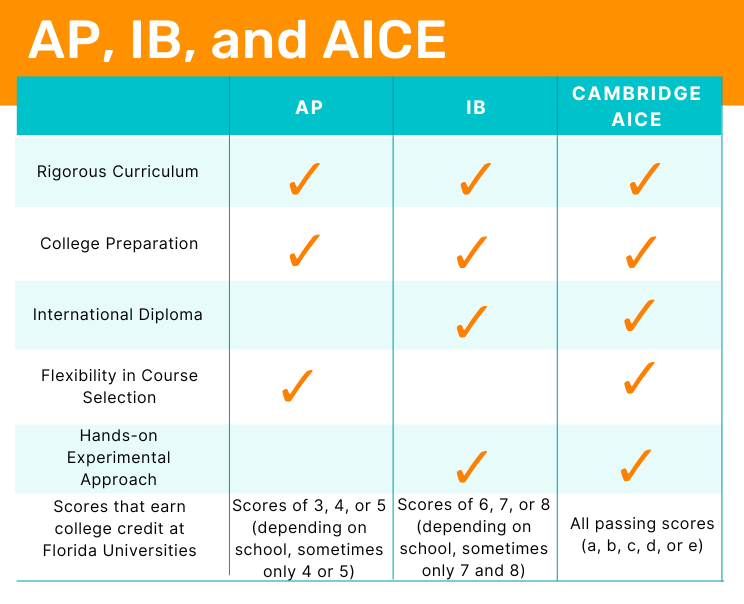 AP, IB, and AICE
AP
IB
CAMBRIDGE
AICE
Rigorous Curriculum
College Preparation
International Diploma
Flexibility in Course
Selection
Hands-on
Experimental
Approach
Scores that earn
college credit at
Florida Universities
Scores of 3, 4, or 5
(depending on
school, sometimes
only 4 or 5)
Scores of 6, 7, or 8
(depending on
school, sometimes
only 7 and 8)
All passing scores
(a, b, c, d, or e)